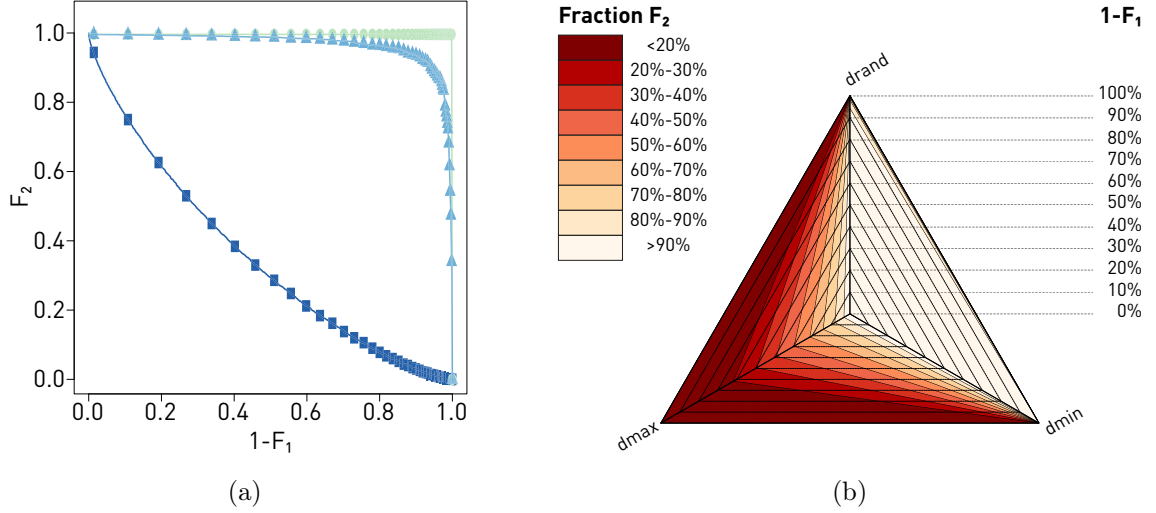 1.0
0.8
0.6
0.4
0.2
0.0
F₂
0.0 0.2 0.4 0.6 0.8 1.0
1-F₁
(a)
Fraction F₂
<20%
20%-30%
30%-40%
40%-50%
50%-60%
60%-70%
70%-80%
80%-90%
>90%
1-F₁
100%
90%
80%
70%
60%
50%
40%
30%
20%
10%
0%
drand
dmax
dmin
(b)